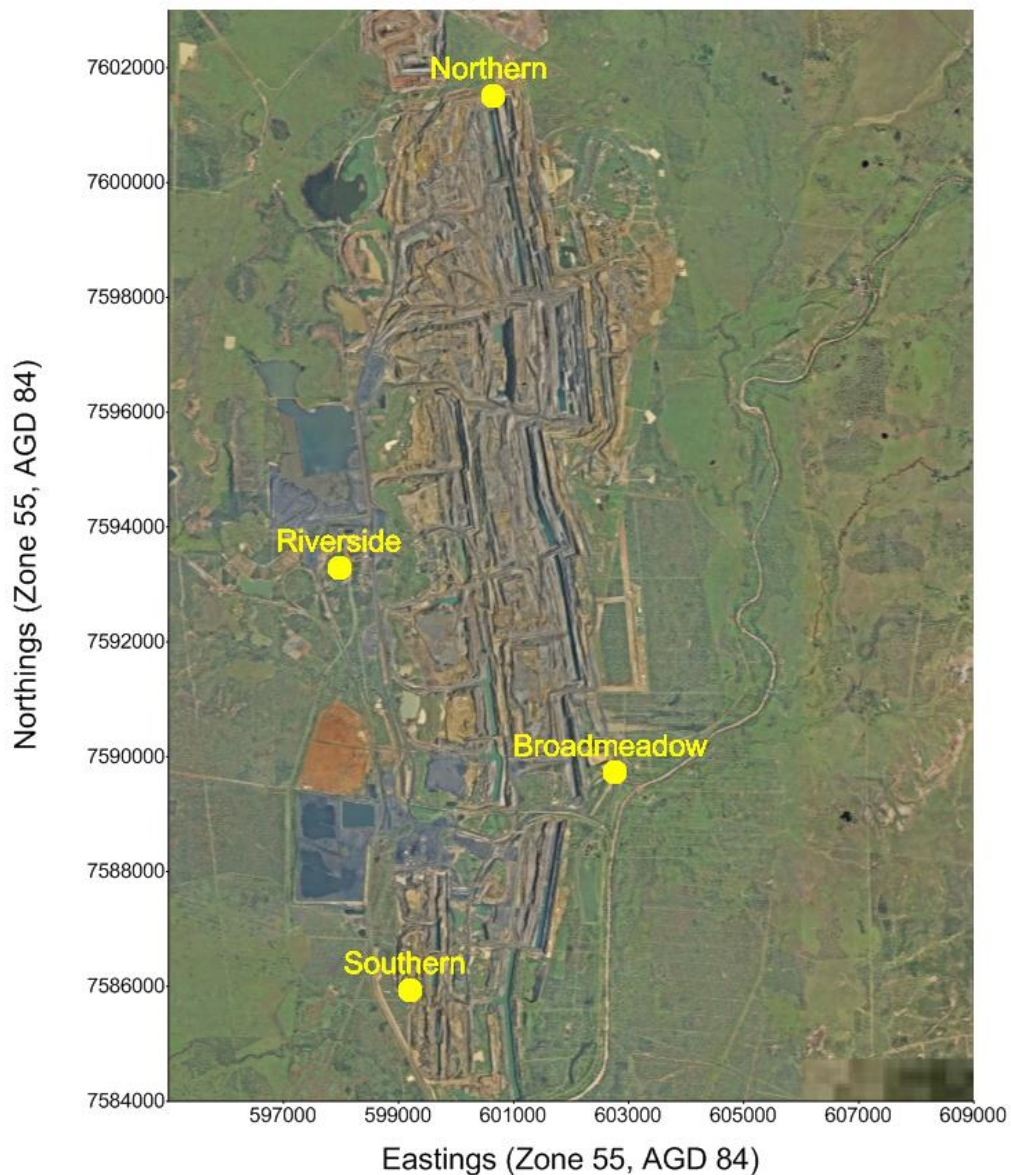 7602000
Northern
7600000
7598000
7596000
7594000
Riverside
7592000
7590000
Broadmeadow
7588000
Southern
7586000
7584000
597000 599000 601000 603000 605000 607000 609000
Northings (Zone 55, AGD 84)
Eastings (Zone 55, AGD 84)